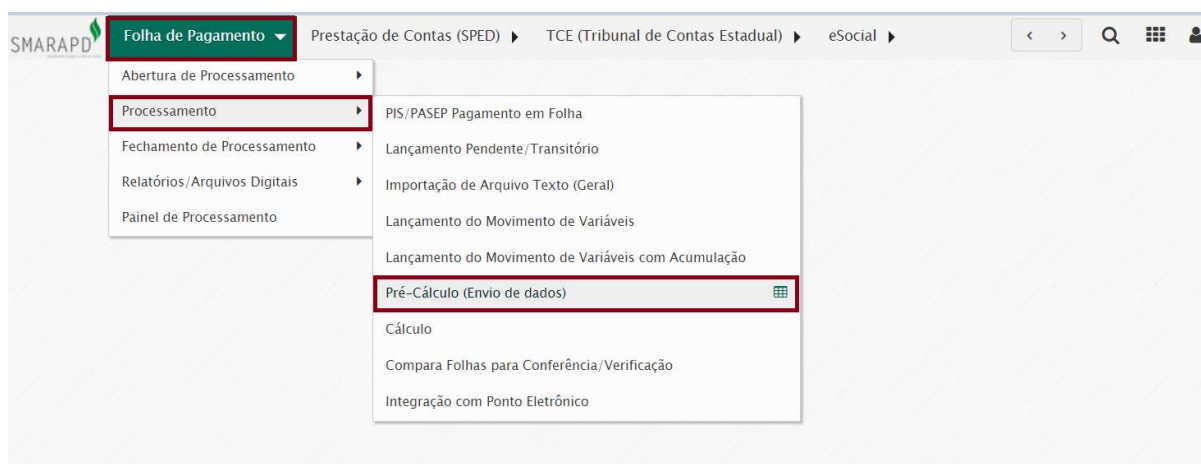 SMARAPD Folha de Pagamento Prestação de Contas (SPED) TCE (Tribunal de Contas Estadual) eSocial
Abertura de Processamento
Processamento
Fechamento de Processamento
Relatórios/Arquivos Digitais
Painel de Processamento
PIS/PASEP Pagamento em Folha
Lançamento Pendente/Transitório
Importação de Arquivo Texto (Geral)
Lançamento do Movimento de Variáveis
Lançamento do Movimento de Variáveis com Acumulação
Pré-Cálculo (Envio de dados)
Cálculo
Compara Folhas para Conferência/Verificação
Integração com Ponto Eletrônico